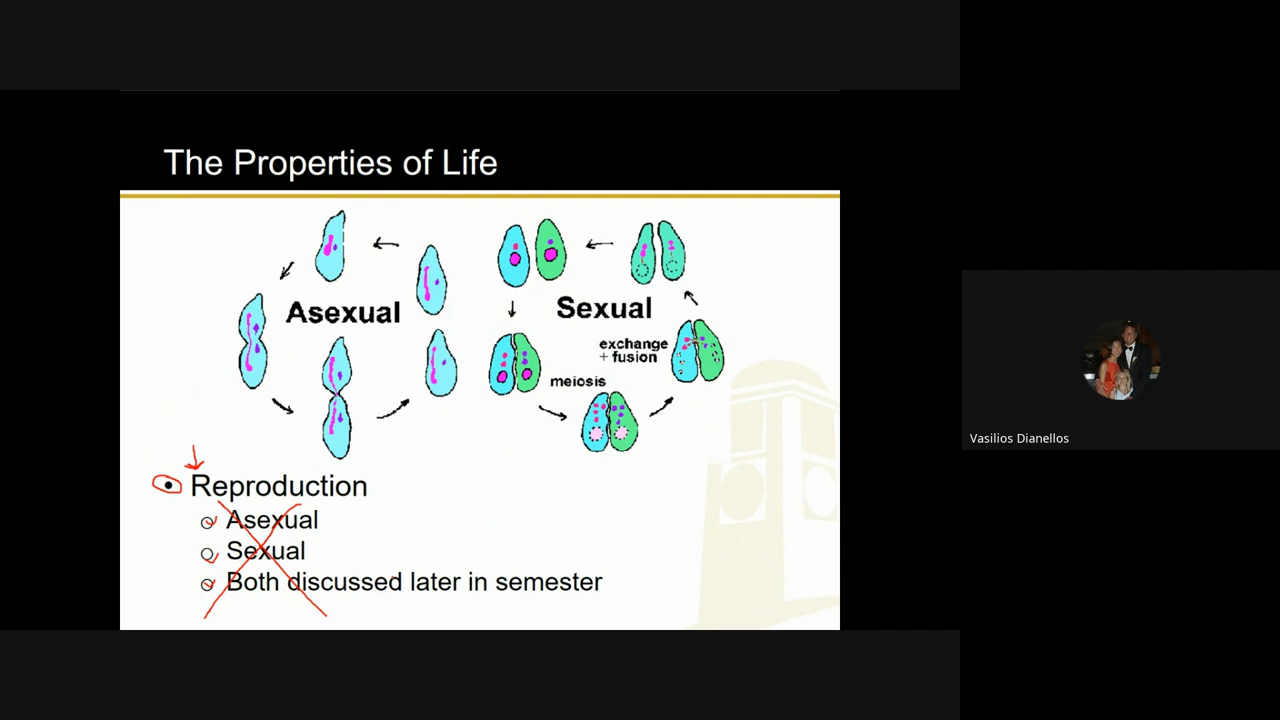 The Properties of Life
Asexual
Sexual
exchange
+ fusion
meiosis
Reproduction
Asexual
Sexual
Both discussed later in semester
Vasilios Dianellos